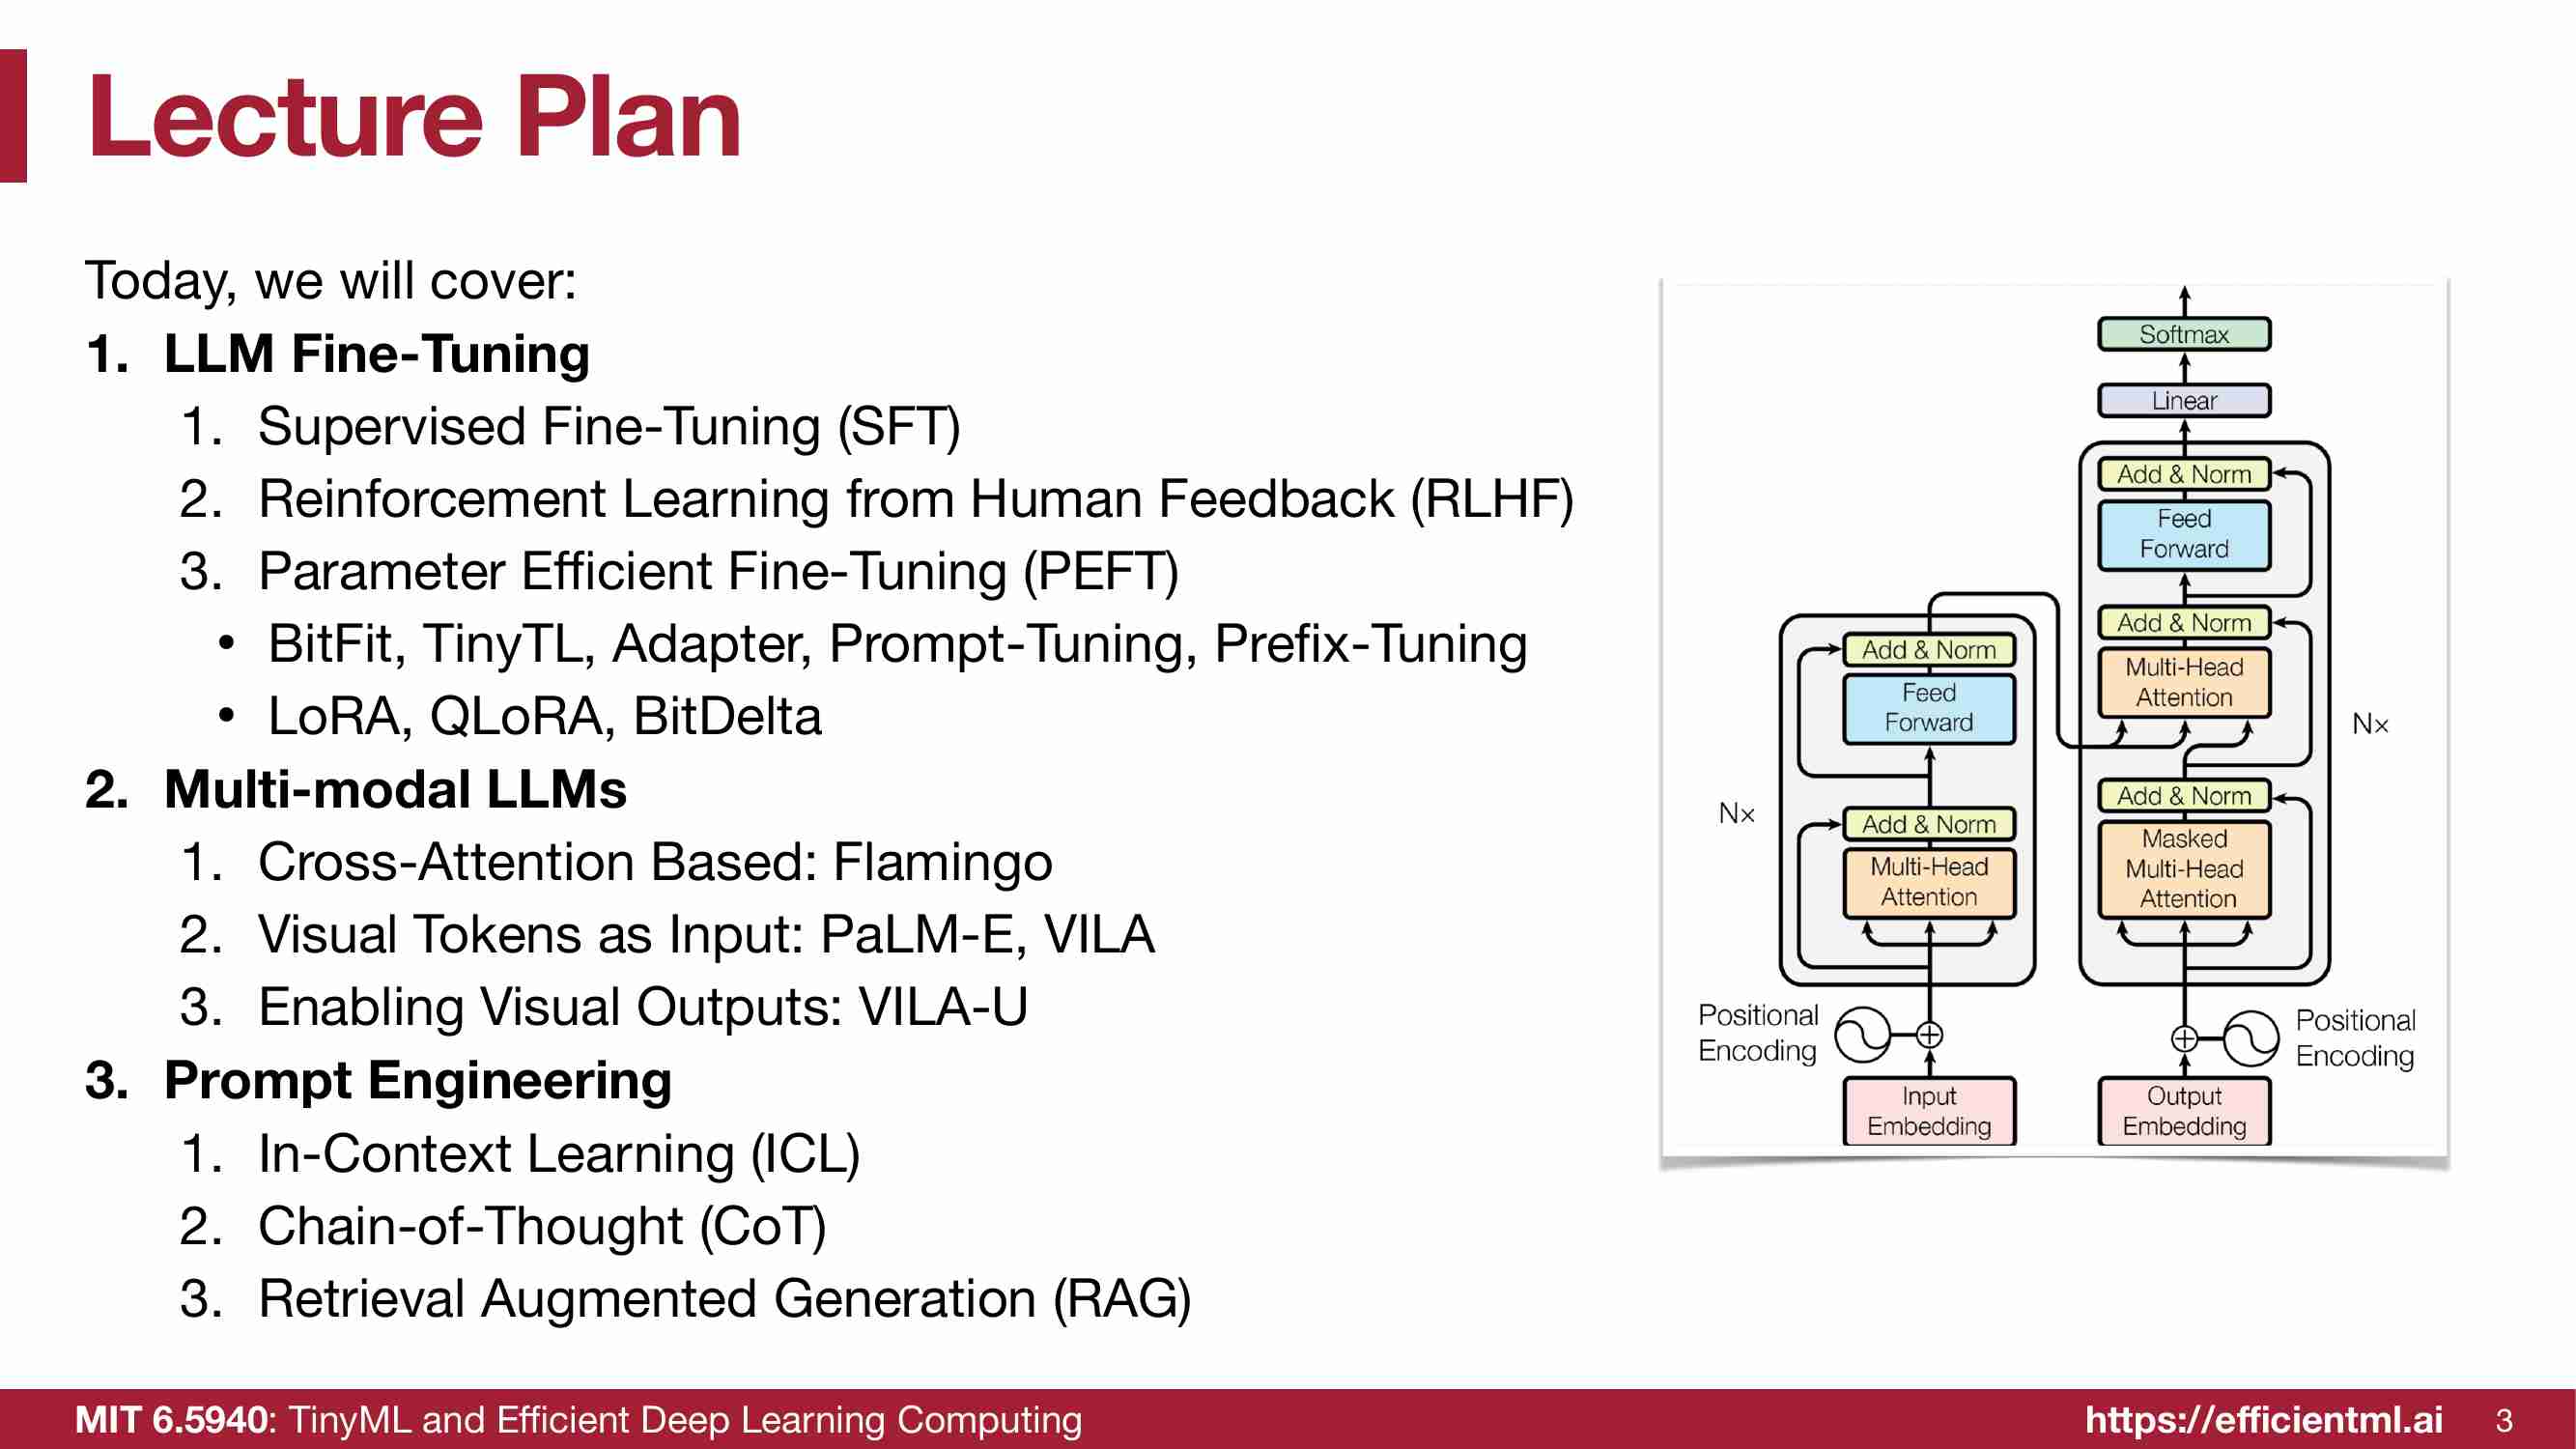 Lecture Plan
Today, we will cover:
1. LLM Fine-Tuning
1. Supervised Fine-Tuning (SFT)
2. Reinforcement Learning from Human Feedback (RLHF)
3. Parameter Efficient Fine-Tuning (PEFT)
• BitFit, TinyTL, Adapter, Prompt-Tuning, Prefix-Tuning
• LoRA, QLoRA, BitDelta
2. Multi-modal LLMs
1. Cross-Attention Based: Flamingo
2. Visual Tokens as Input: PaLM-E, VILA
3. Enabling Visual Outputs: VILA-U
3. Prompt Engineering
1. In-Context Learning (ICL)
2. Chain-of-Thought (CoT)
3. Retrieval Augmented Generation (RAG)
Softmax
Linear
Add & Norm
Feed
Forward
Add & Norm
Multi-Head
Attention
Nx
Add & Norm
Masked
Multi-Head
Attention
Add & Norm
Feed
Forward
Nx
Add & Norm
Multi-Head
Attention
Positional
Encoding
Positional
Encoding
Input
Embedding
Output
Embedding
MIT 6.5940: TinyML and Efficient Deep Learning Computing
https://efficientml.ai
3